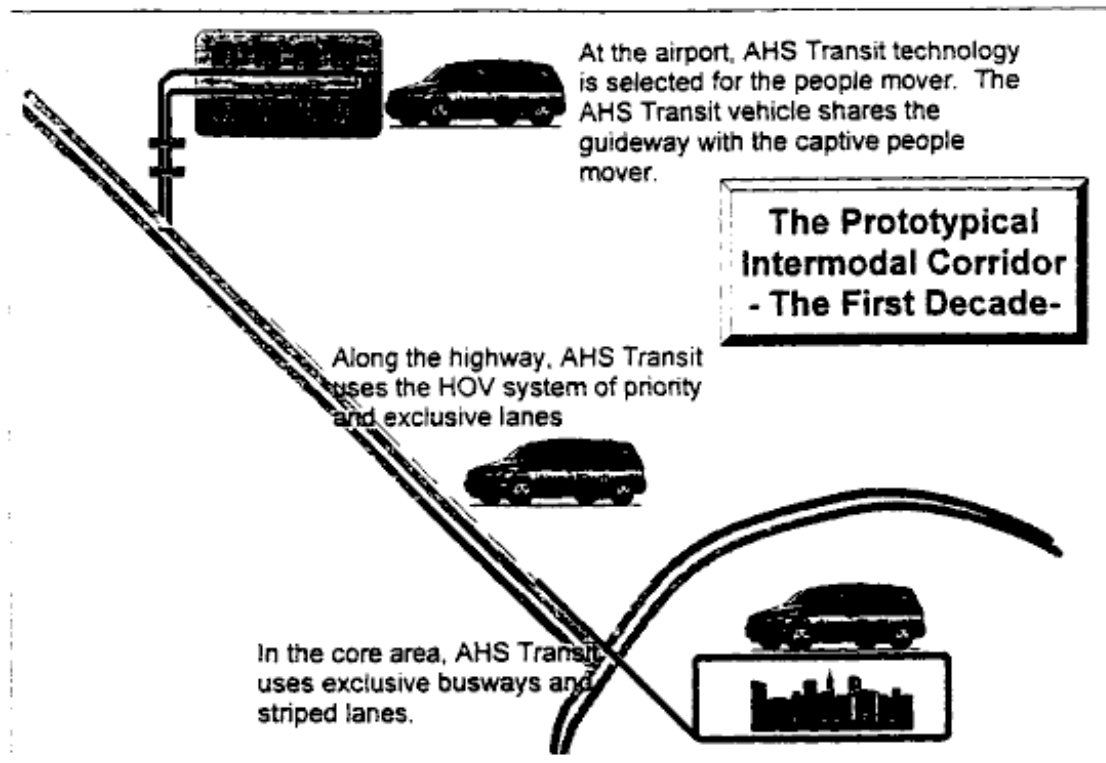 At the airport, AHS Transit technology
is selected for the people mover. The
AHS Transit vehicle shares the
guideway with the captive people
mover.
The Prototypical
Intermodal Corridor
- The First Decade-
Along the highway, AHS Transit
uses the HOV system of priority
and exclusive lanes
In the core area, AHS Transit
uses exclusive busways and
striped lanes.